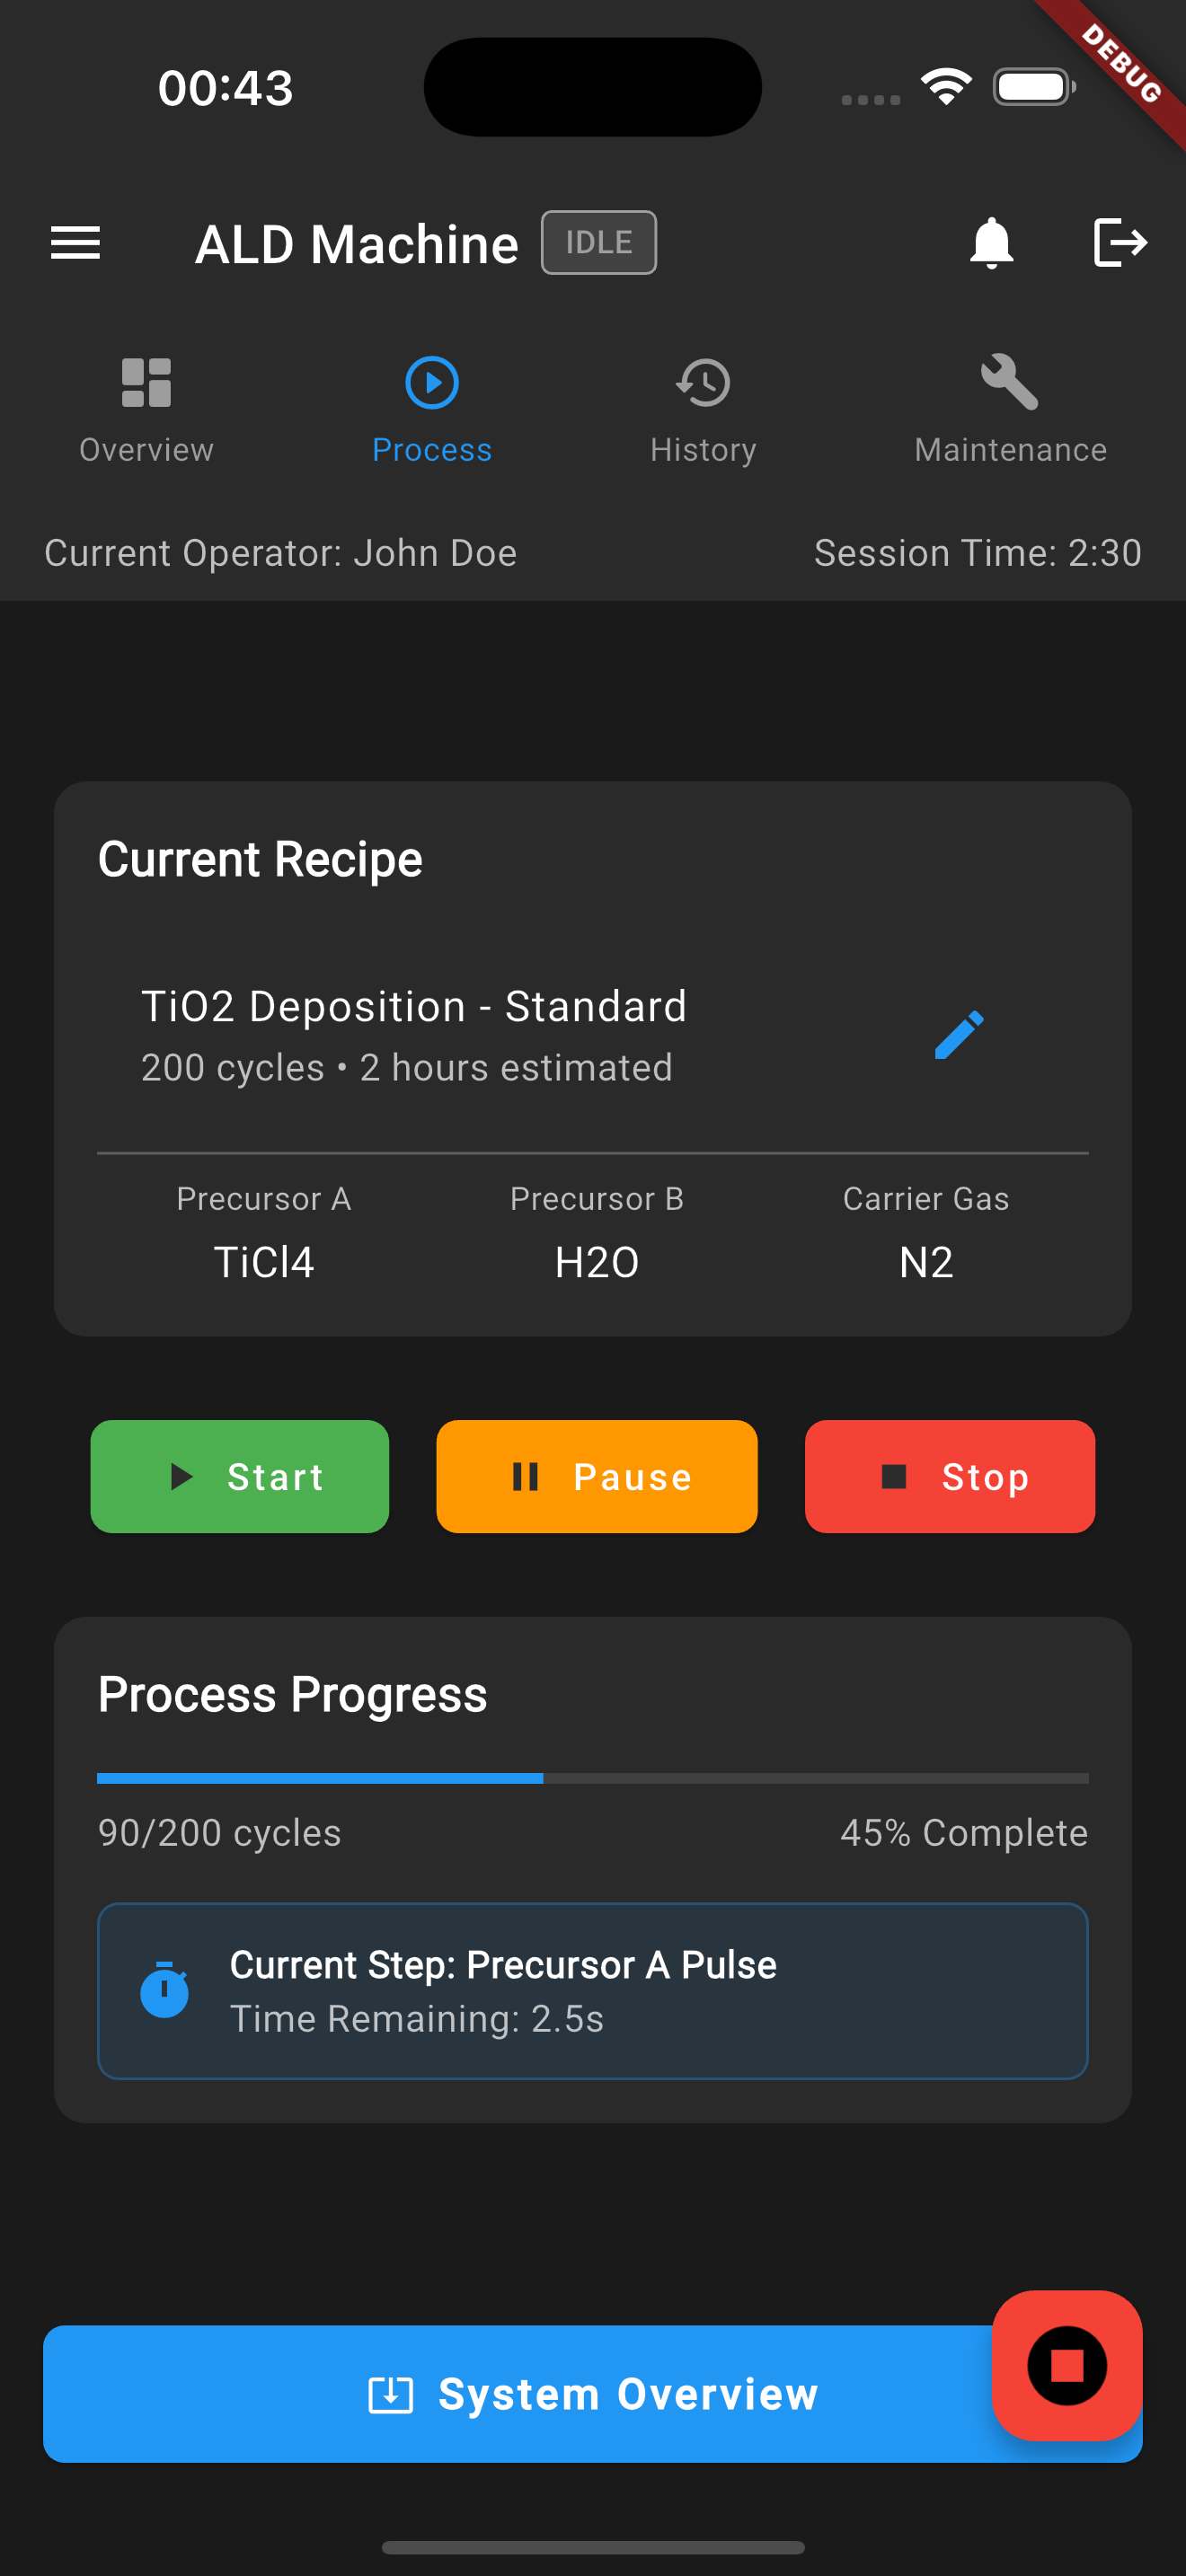 00:43
DEBUG
ALD Machine IDLE
Overview Process History Maintenance
Current Operator: John Doe Session Time: 2:30
Current Recipe
TiO2 Deposition - Standard
200 cycles • 2 hours estimated
Precursor A Precursor B Carrier Gas
TiCl4 H2O N2
Start Pause Stop
Process Progress
90/200 cycles 45% Complete
Current Step: Precursor A Pulse
Time Remaining: 2.5s
System Overview